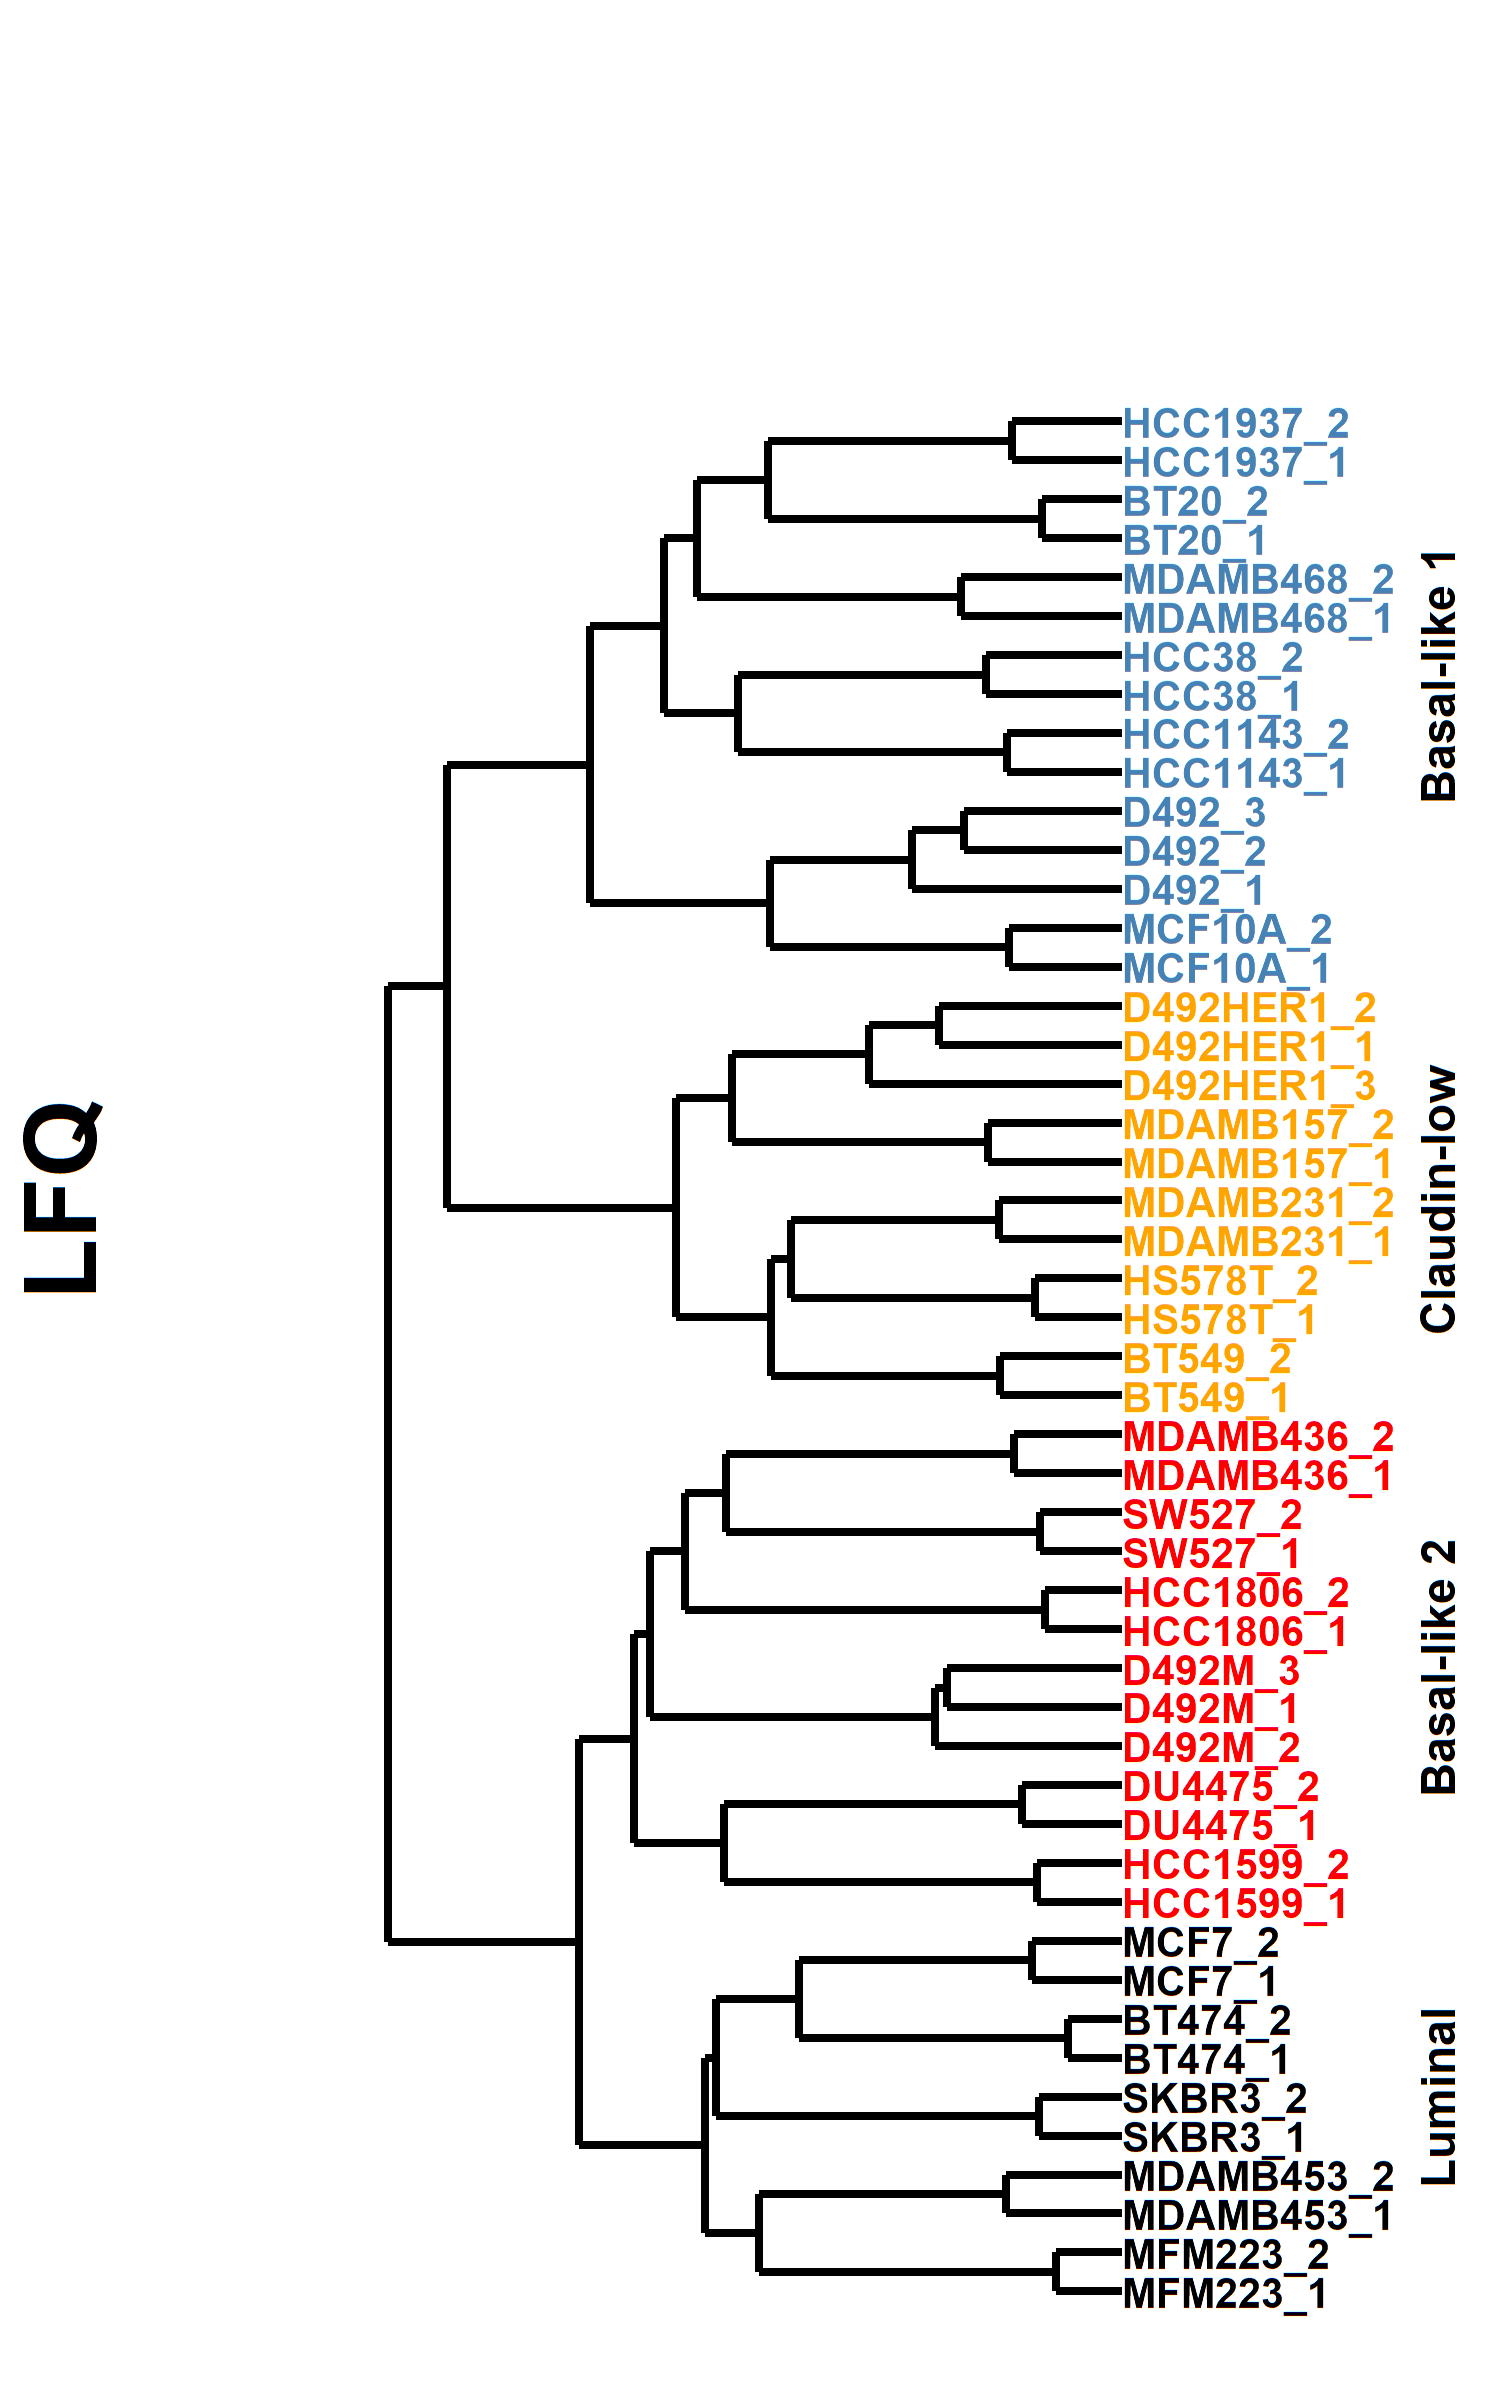 LFQ
HCC1937_2
HCC1937_1
BT20_2
BT20_1
MDAMB468_2
MDAMB468_1
HCC38_2
HCC38_1
HCC1143_2
HCC1143_1
D492_3
D492_2
D492_1
MCF10A_2
MCF10A_1
Basal-like 1
D492HER1_2
D492HER1_1
D492HER1_3
MDAMB157_2
MDAMB157_1
MDAMB231_2
MDAMB231_1
HS578T_2
HS578T_1
BT549_2
BT549_1
Claudin-low
MDAMB436_2
MDAMB436_1
SW527_2
SW527_1
HCC1806_2
HCC1806_1
D492M_3
D492M_1
D492M_2
DU4475_2
DU4475_1
HCC1599_2
HCC1599_1
Basal-like 2
MCF7_2
MCF7_1
BT474_2
BT474_1
SKBR3_2
SKBR3_1
MDAMB453_2
MDAMB453_1
MFM223_2
MFM223_1
Luminal